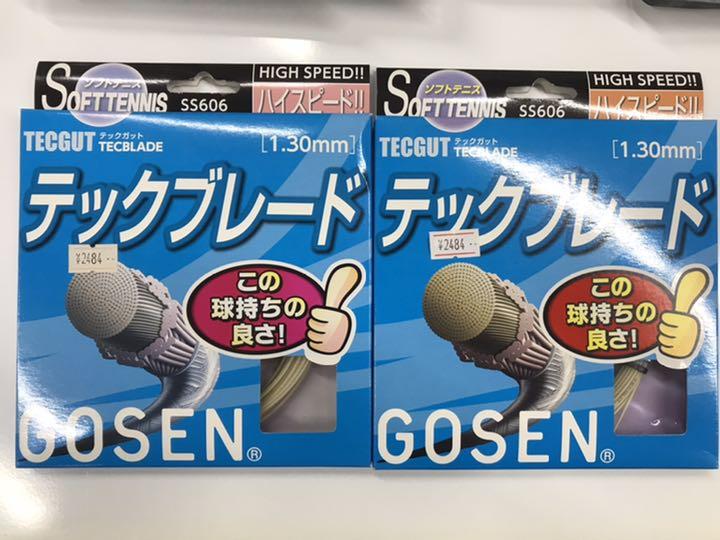 ソフトテニス
SOFTTENNIS
SS606
HIGH SPEED!!
ハイスピード!!
TECGUT
テックガット
TECBLADE
[1.30mm]
テックブレード
¥2484
この
球持ちの
良さ!
GOSEN®
ソフトテニス
SOFTTENNIS
SS606
HIGH SPEED!!
ハイスピード!!
TECGUT
テックガット
TECBLADE
[1.30mm]
テックブレード
¥2484
この
球持ちの
良さ!
GOSEN®